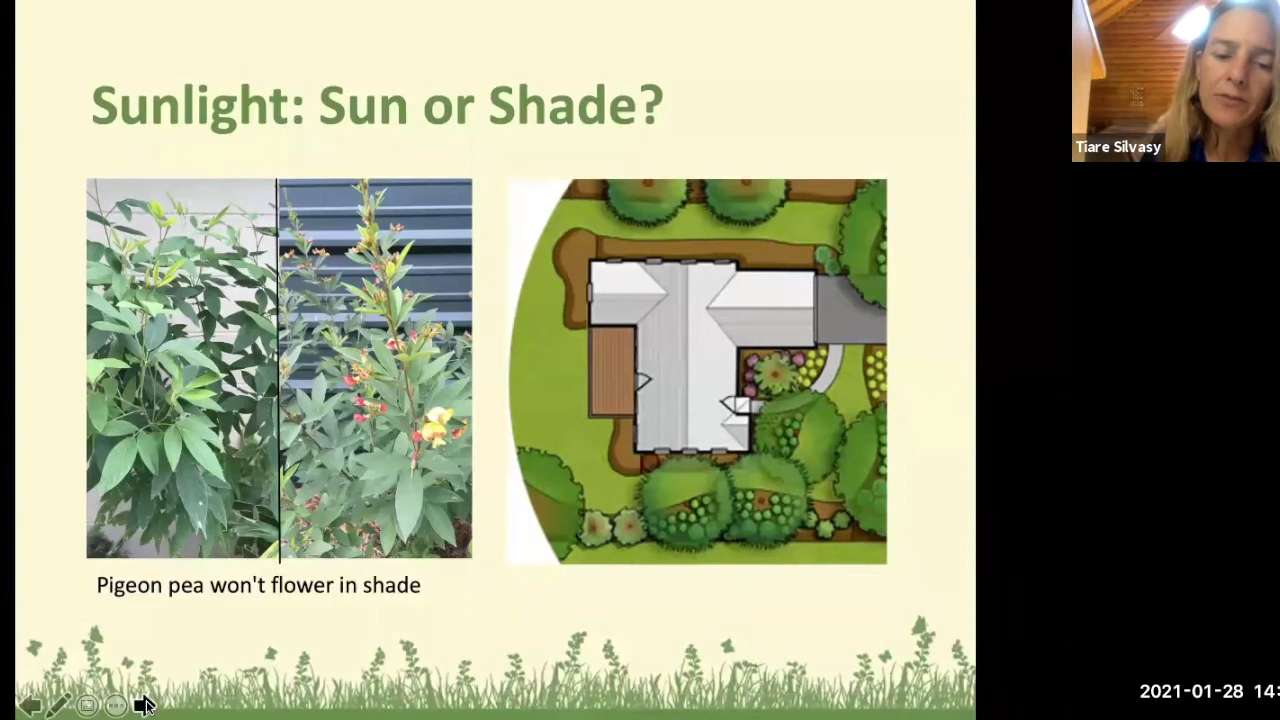 Sunlight: Sun or Shade?
Tiare Silvasy
Pigeon pea won't flower in shade
2021-01-28 14: